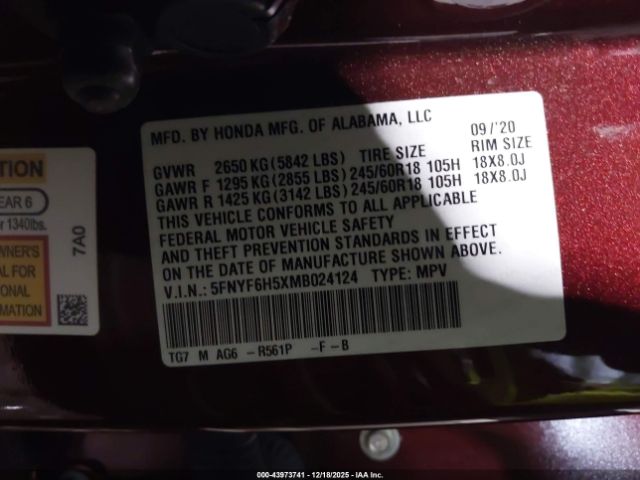 MFD. BY HONDA MFG. OF ALABAMA, LLC 09/'20
GVWR 2650 KG (5842 LBS) TIRE SIZE RIM SIZE
GAWR F 1295 KG (2855 LBS) 245/60R18 105H 18X8.0J
GAWR R 1425 KG (3142 LBS) 245/60R18 105H 18X8.0J
THIS VEHICLE CONFORMS TO ALL APPLICABLE
FEDERAL MOTOR VEHICLE SAFETY
AND THEFT PREVENTION STANDARDS IN EFFECT
ON THE DATE OF MANUFACTURE SHOWN ABOVE.
V.I.N.: 5FNYF6H5XMB024124 TYPE: MPV
TG7 M AG6 -R561P -F-B
TION
EAR 6
r 1340lbs.
WNER'S
AL FOR
IONAL
MATION
7A0
000-43973741 - 12/18/2025 - IAA Inc.